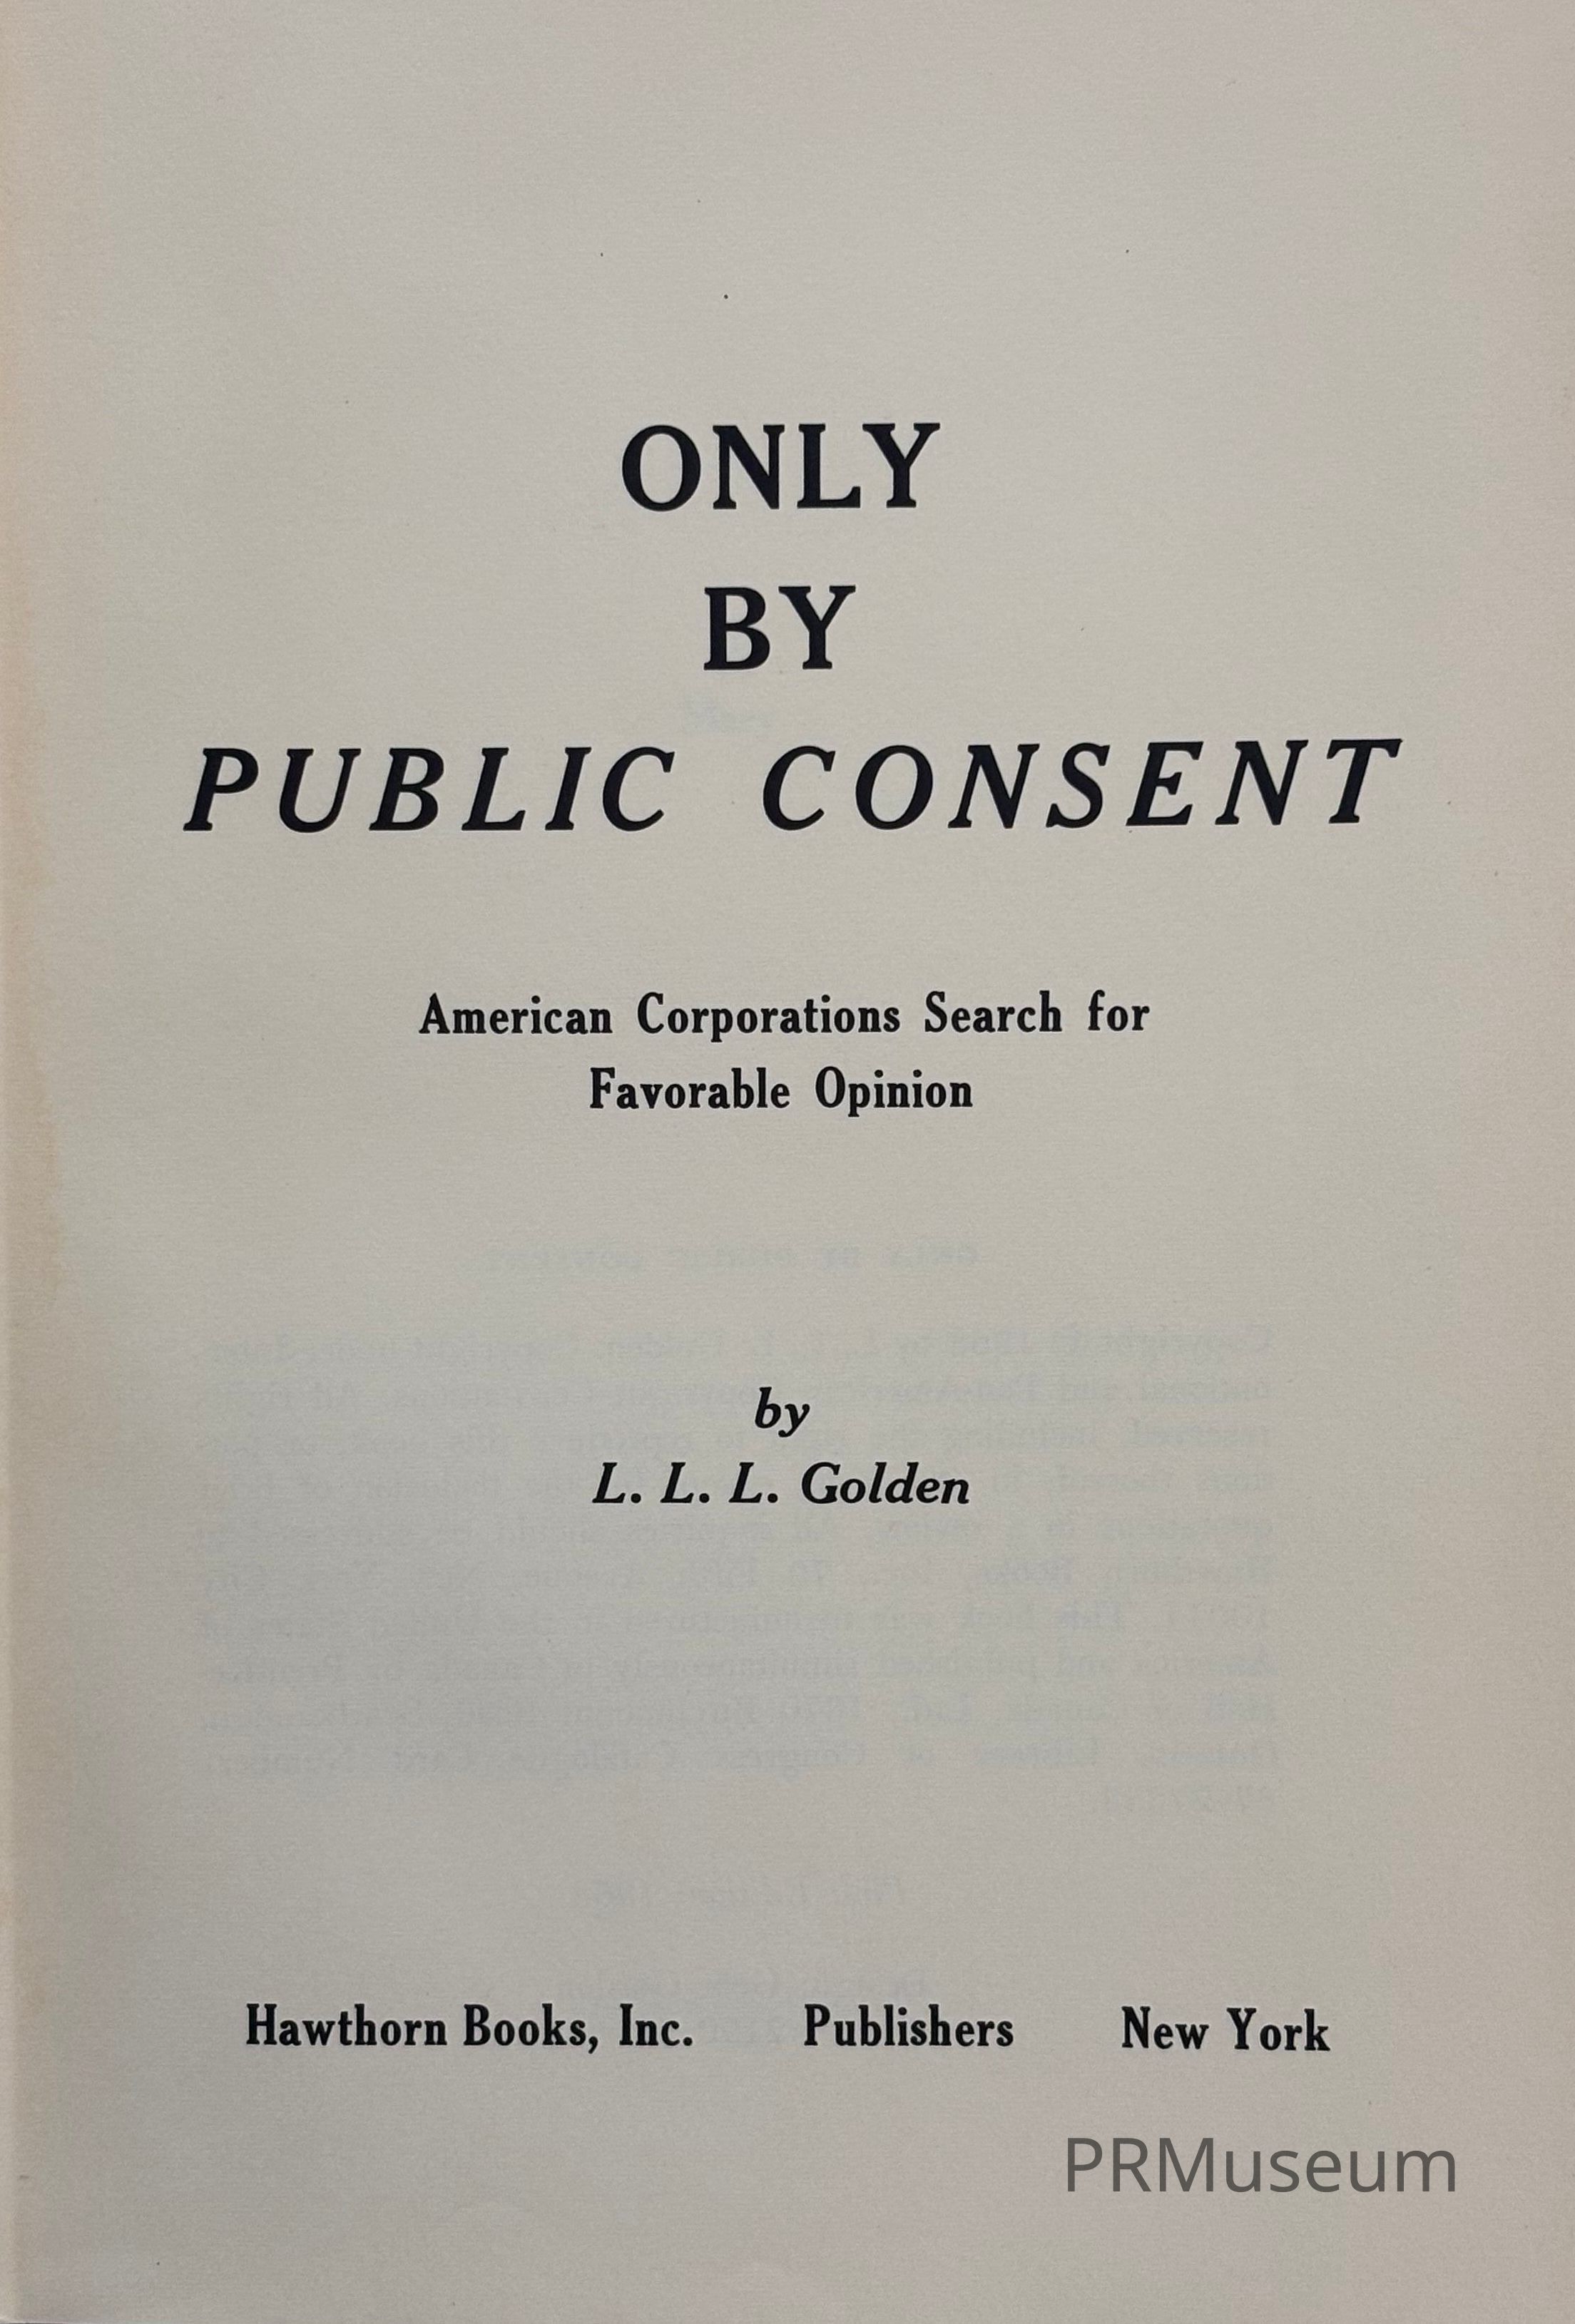 ONLY
BY
PUBLIC CONSENT
American Corporations Search for
Favorable Opinion
by
L. L. L. Golden
Hawthorn Books, Inc. Publishers New York
PRMuseum